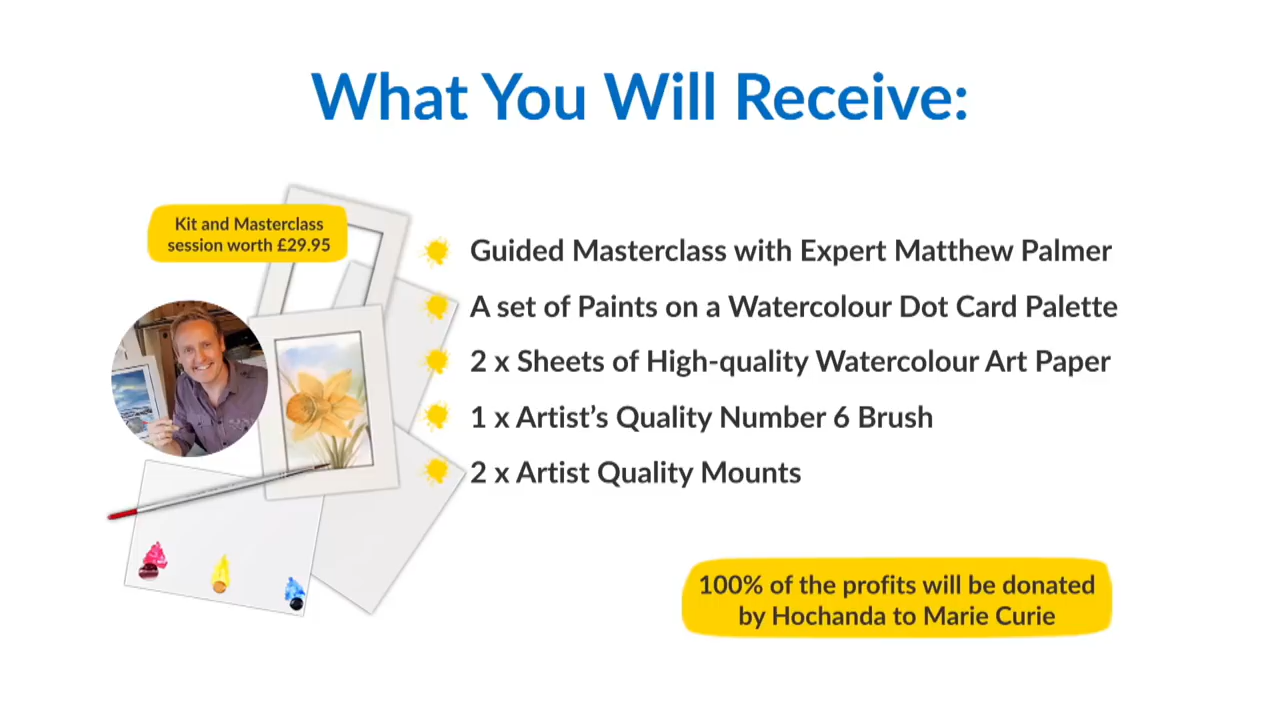 What You Will Receive:
Kit and Masterclass
session worth £29.95
Guided Masterclass with Expert Matthew Palmer
A set of Paints on a Watercolour Dot Card Palette
2 x Sheets of High-quality Watercolour Art Paper
1 x Artist’s Quality Number 6 Brush
2 x Artist Quality Mounts
100% of the profits will be donated
by Hochanda to Marie Curie